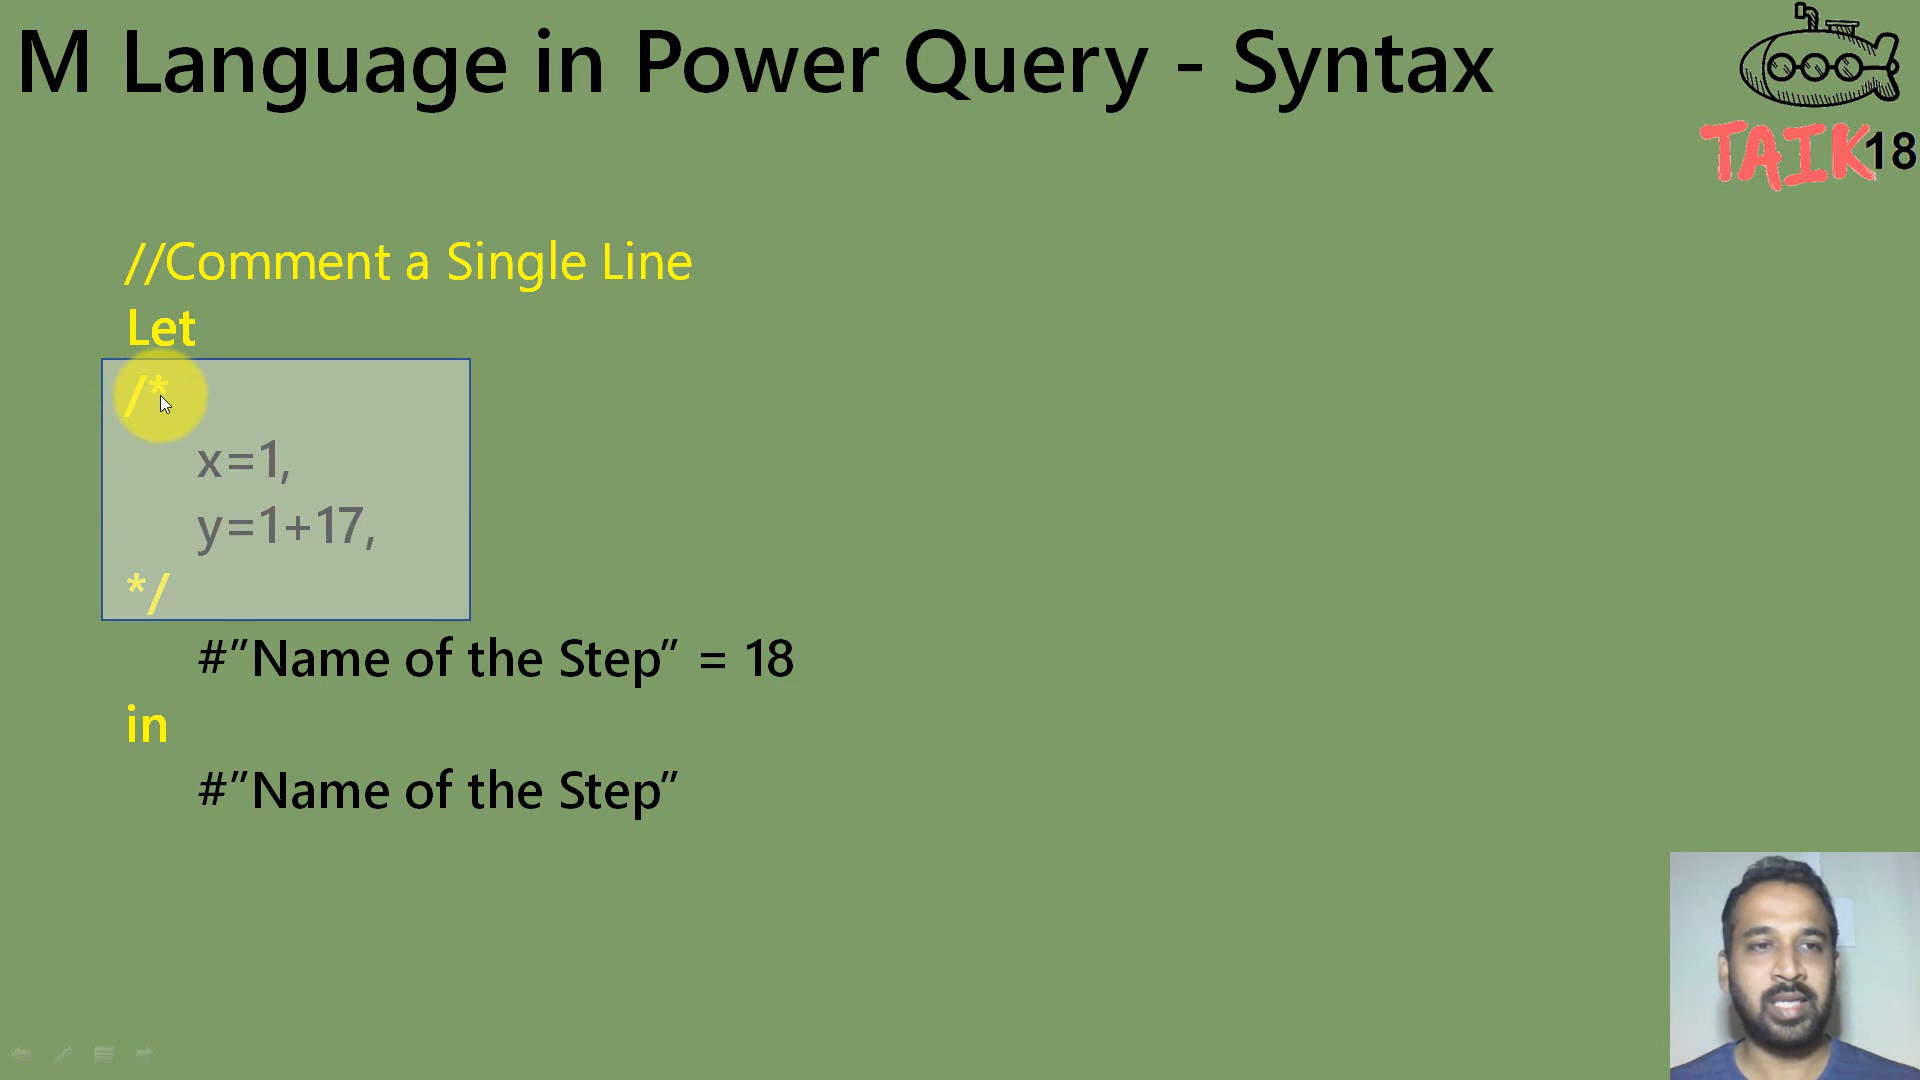 M Language in Power Query - Syntax
TAIK18
//Comment a Single Line
Let
/*
x=1,
y=1+17,
*/
#”Name of the Step” = 18
in
#”Name of the Step”